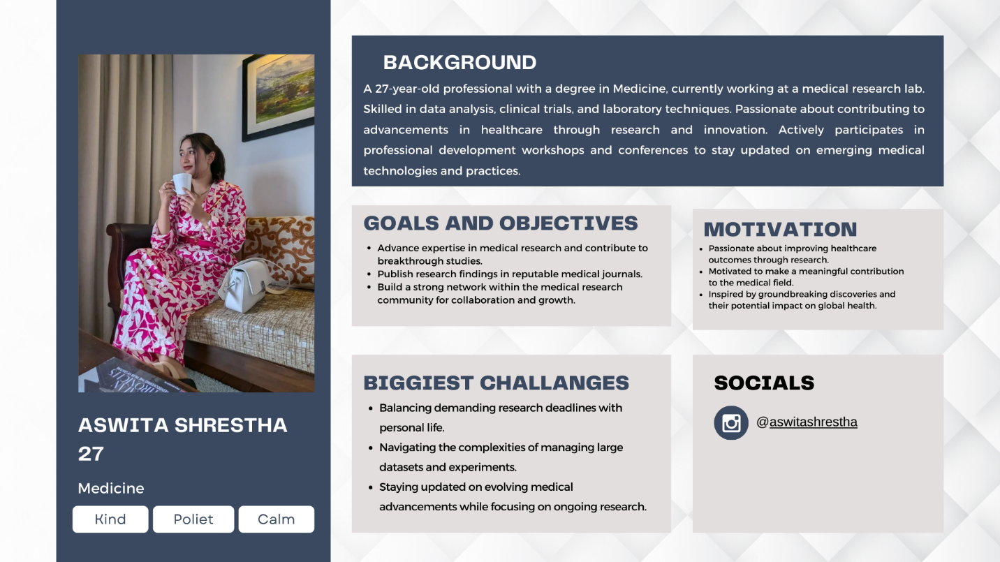 BACKGROUND
A 27-year-old professional with a degree in Medicine, currently working at a medical research lab.
Skilled in data analysis, clinical trials, and laboratory techniques. Passionate about contributing to
advancements in healthcare through research and innovation. Actively participates in
professional development workshops and conferences to stay updated on emerging medical
technologies and practices.
GOALS AND OBJECTIVES
• Advance expertise in medical research and contribute to
breakthrough studies.
• Publish research findings in reputable medical journals.
• Build a strong network within the medical research
community for collaboration and growth.
MOTIVATION
• Passionate about improving healthcare
outcomes through research.
• Motivated to make a meaningful contribution
to the medical field.
• Inspired by groundbreaking discoveries and
their potential impact on global health.
BIGGIEST CHALLANGES
• Balancing demanding research deadlines with
personal life.
• Navigating the complexities of managing large
datasets and experiments.
• Staying updated on evolving medical
advancements while focusing on ongoing research.
SOCIALS
@aswitashrestha
ASWITA SHRESTHA
27
Medicine
Kind
Poliet
Calm